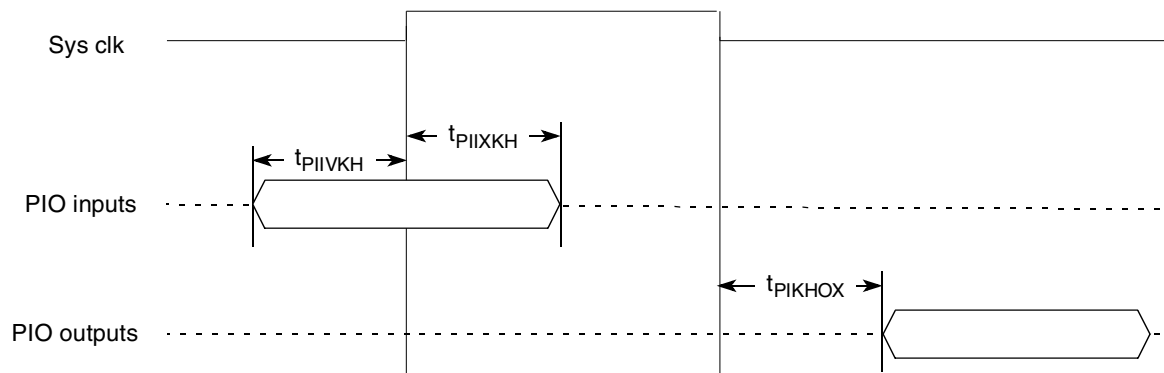 Sys clk
tPIIXKH
tPIIVKH
PIO inputs
tPIKHOX
PIO outputs